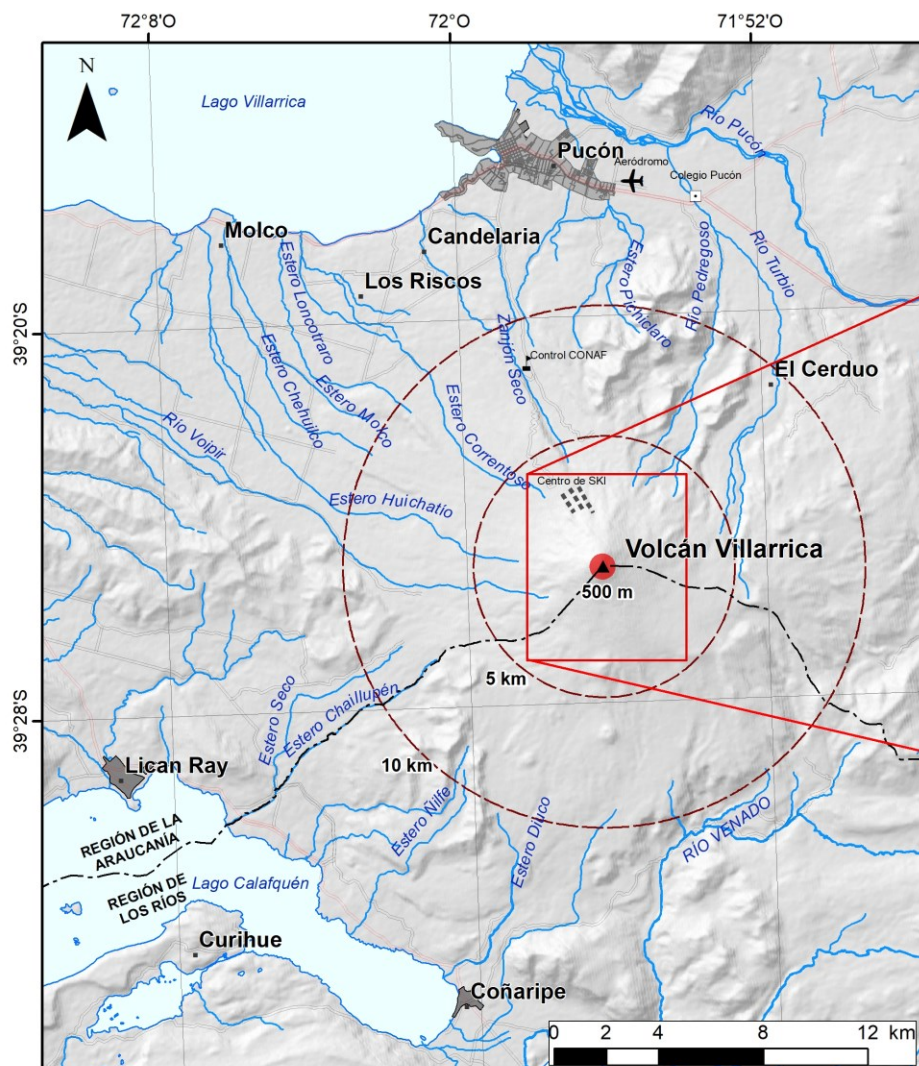 72°8'O
72°O
71°52'O
N
Lago Villarrica
Río Pucón
Pucón
Aeródromo
Colegio Pucón
Molco
Candelaria
Los Riscos
Estero Loncotraro
Estero Pichiclaro
Río Pedregoso
Río Turbio
39°20'S
Zanjón Seco
Control CONAF
El Cerduo
Estero Chehuilco
Estero Molco
Río Voipir
Estero Correntoso
Centro de SKI
Estero Huichatio
Volcán Villarrica
500 m
5 km
39°28'S
Estero Seco
Estero Chaillupén
10 km
Lican Ray
Estero Ñilfe
Estero Diuco
RÍO VENADO
REGIÓN DE LA
ARAUCANÍA
REGIÓN DE
LOS RÍOS
Lago Calafquén
Curihue
Coñaripe
0 2 4 8 12
km